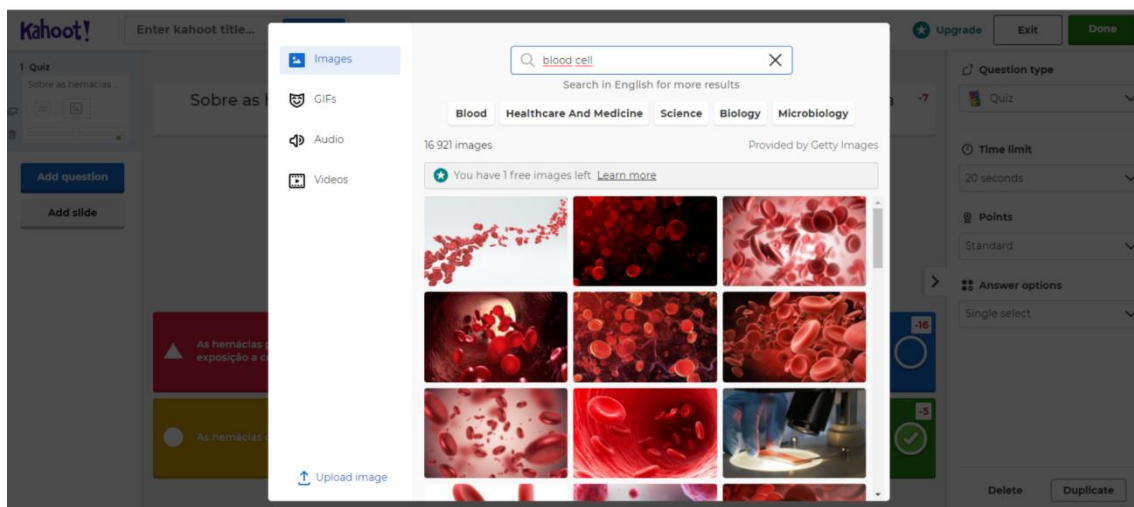 Kahoot!
Enter kahoot title...
Upgrade
Exit
Done
1 Quiz
Sobre as hemácias...
Add question
Add slide
Sobre as
-7
Images
GIFs
Audio
Videos
Upload image
blood cell
Search in English for more results
Blood
Healthcare And Medicine
Science
Biology
Microbiology
16 921 images
Provided by Getty Images
You have 1 free images left Learn more
As hemácias
exposição a
-16
As hemácias
-5
Question type
Quiz
Time limit
20 seconds
Points
Standard
Answer options
Single select
Delete
Duplicate